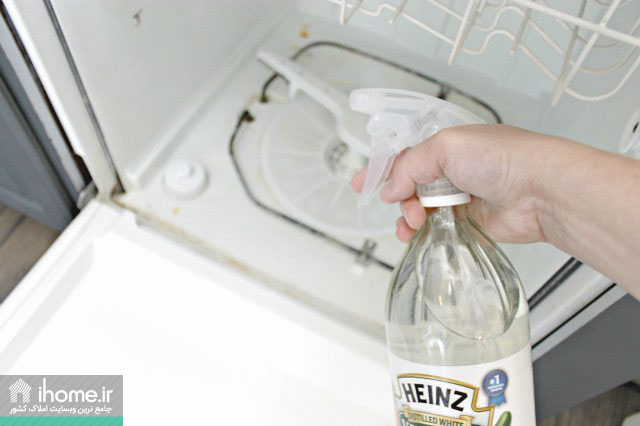 HEINZ
DISTILLED WHITE
#1
ihome.ir
جامع ترین وبسایت املاک کشور